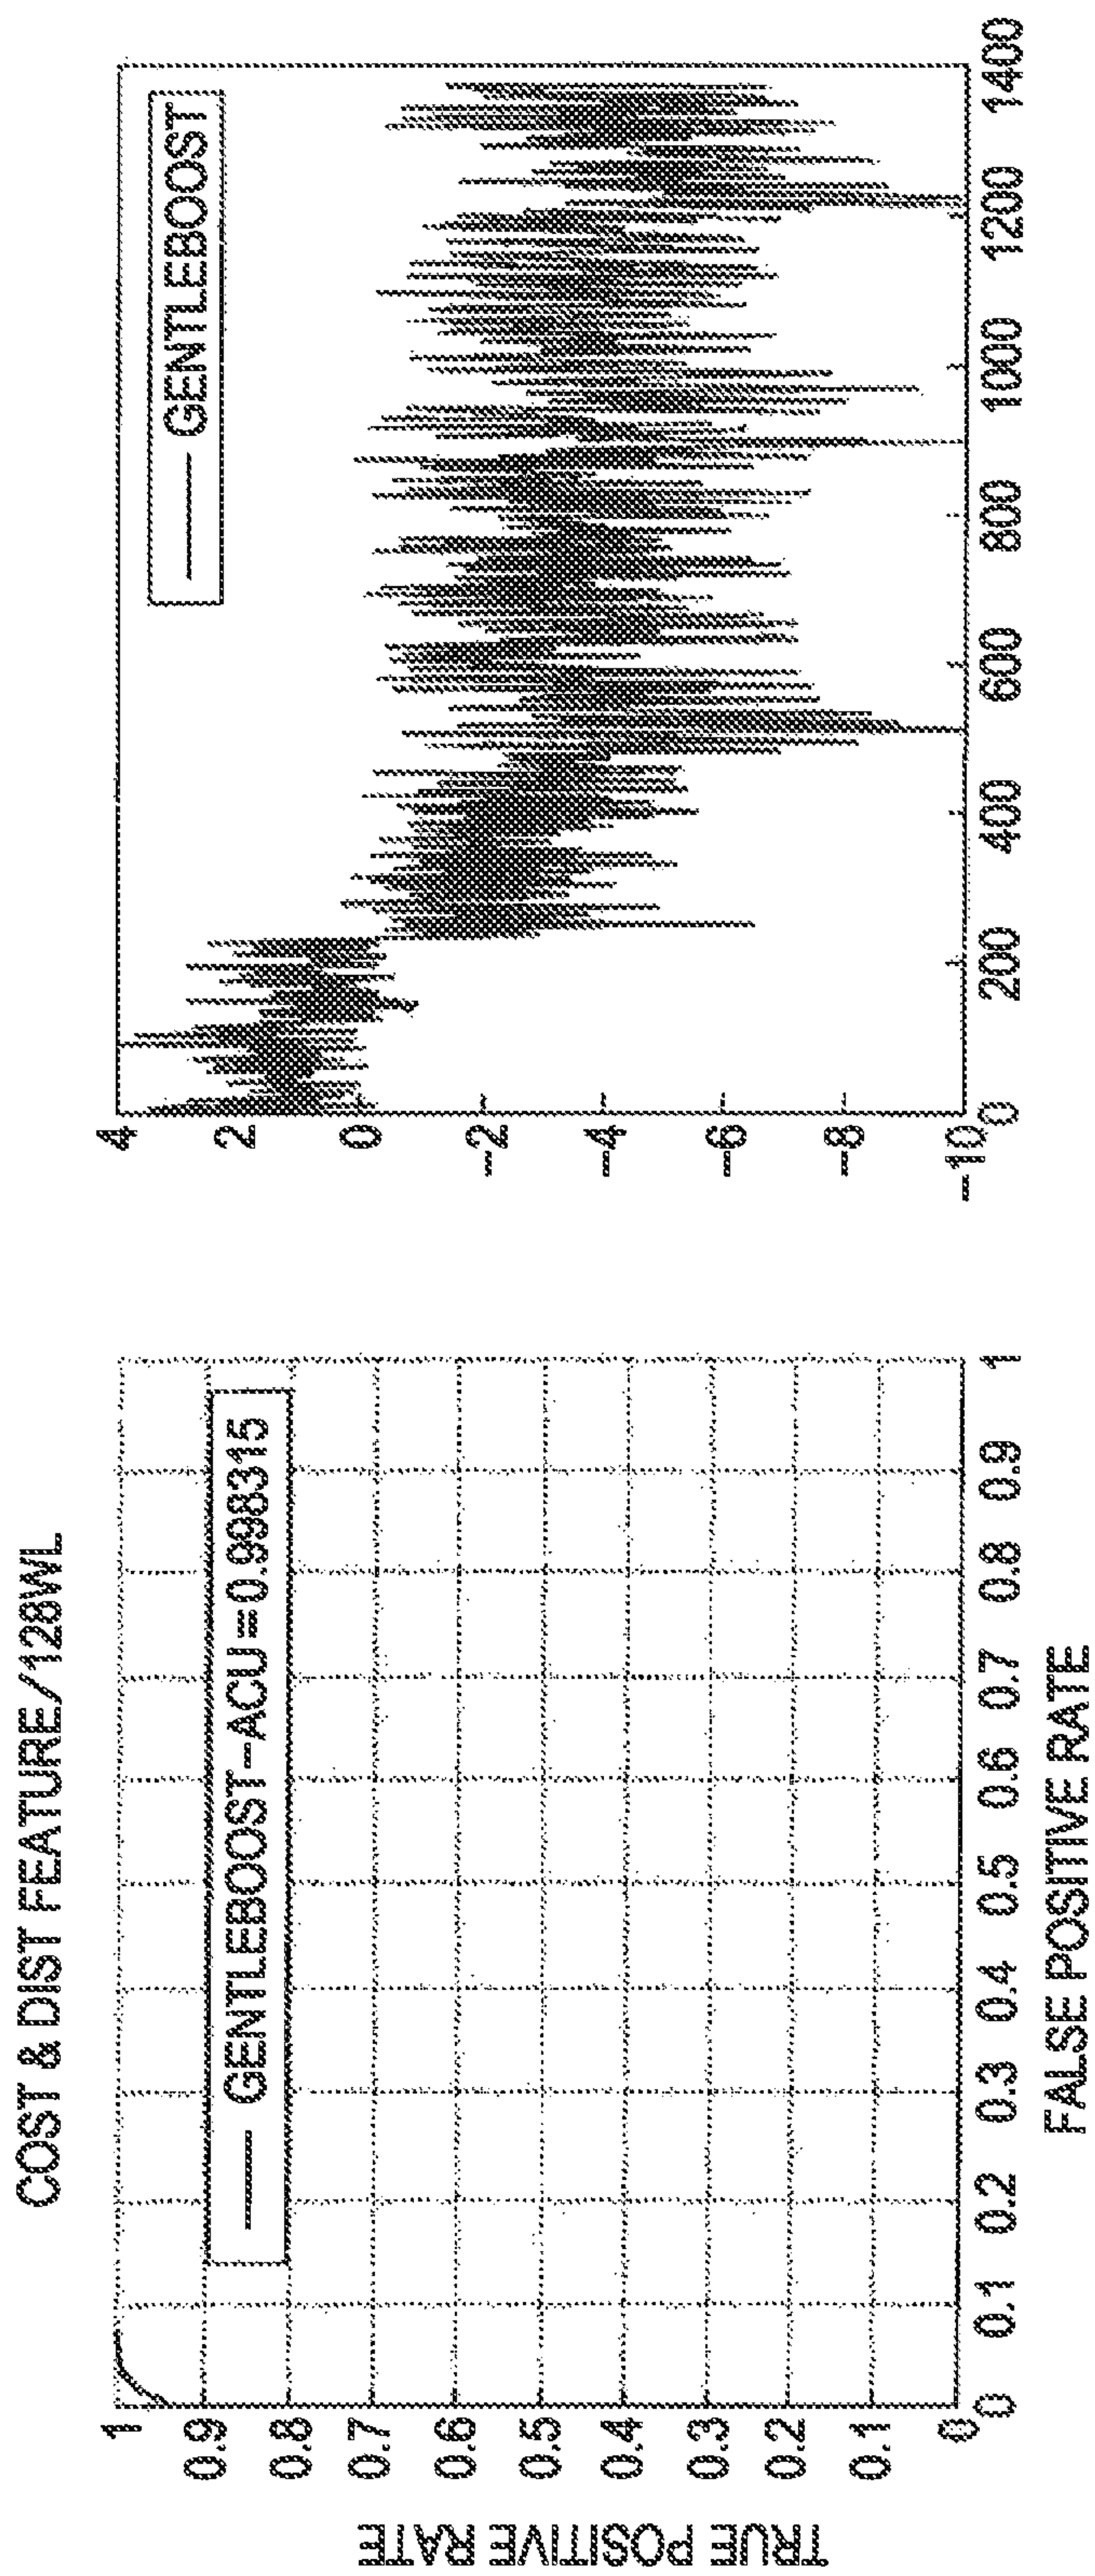 COST & DIST FEATURE/128WL
TRUE POSITIVE RATE
1
0.9
0.8
0.7
0.6
0.5
0.4
0.3
0.2
0.1
0
GENTLEBOOST-ACU=0.998315
0 0.1 0.2 0.3 0.4 0.5 0.6 0.7 0.8 0.9 1
FALSE POSITIVE RATE
4
2
0
-2
-4
-6
-8
-10
GENTLEBOOST
0 200 400 600 800 1000 1200 1400